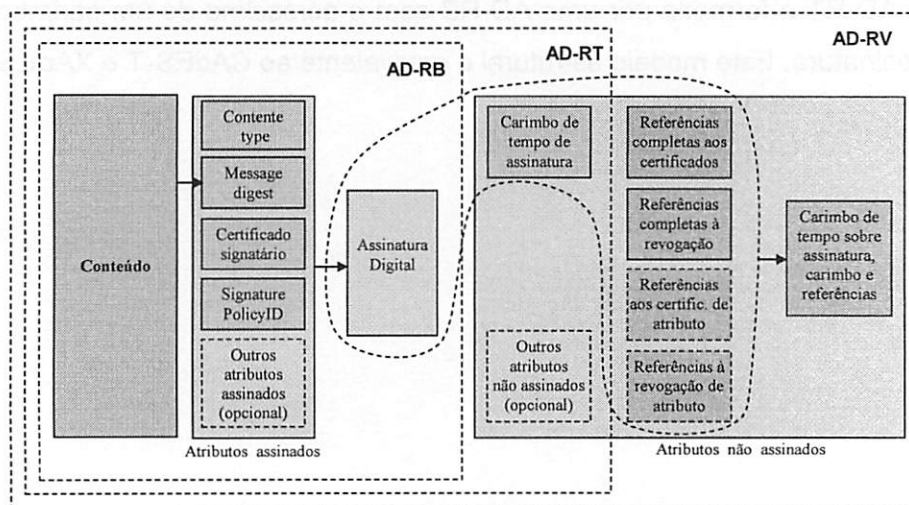 AD-RV
AD-RT
AD-RB
Conteúdo
Contente
type
Message
digest
Certificado
signatário
Signature
PolicyID
Outros
atributos
assinados
(opcional)
Atributos assinados
Assinatura
Digital
Carimbo de
tempo de
assinatura
Outros
atributos
não assinados
(opcional)
Referências
completas aos
certificados
Referências
completas à
revogação
Referências
aos certific. de
atributo
Referências à
revogação de
atributo
Carimbo de
tempo sobre
assinatura,
carimbo e
referências
Atributos não assinados